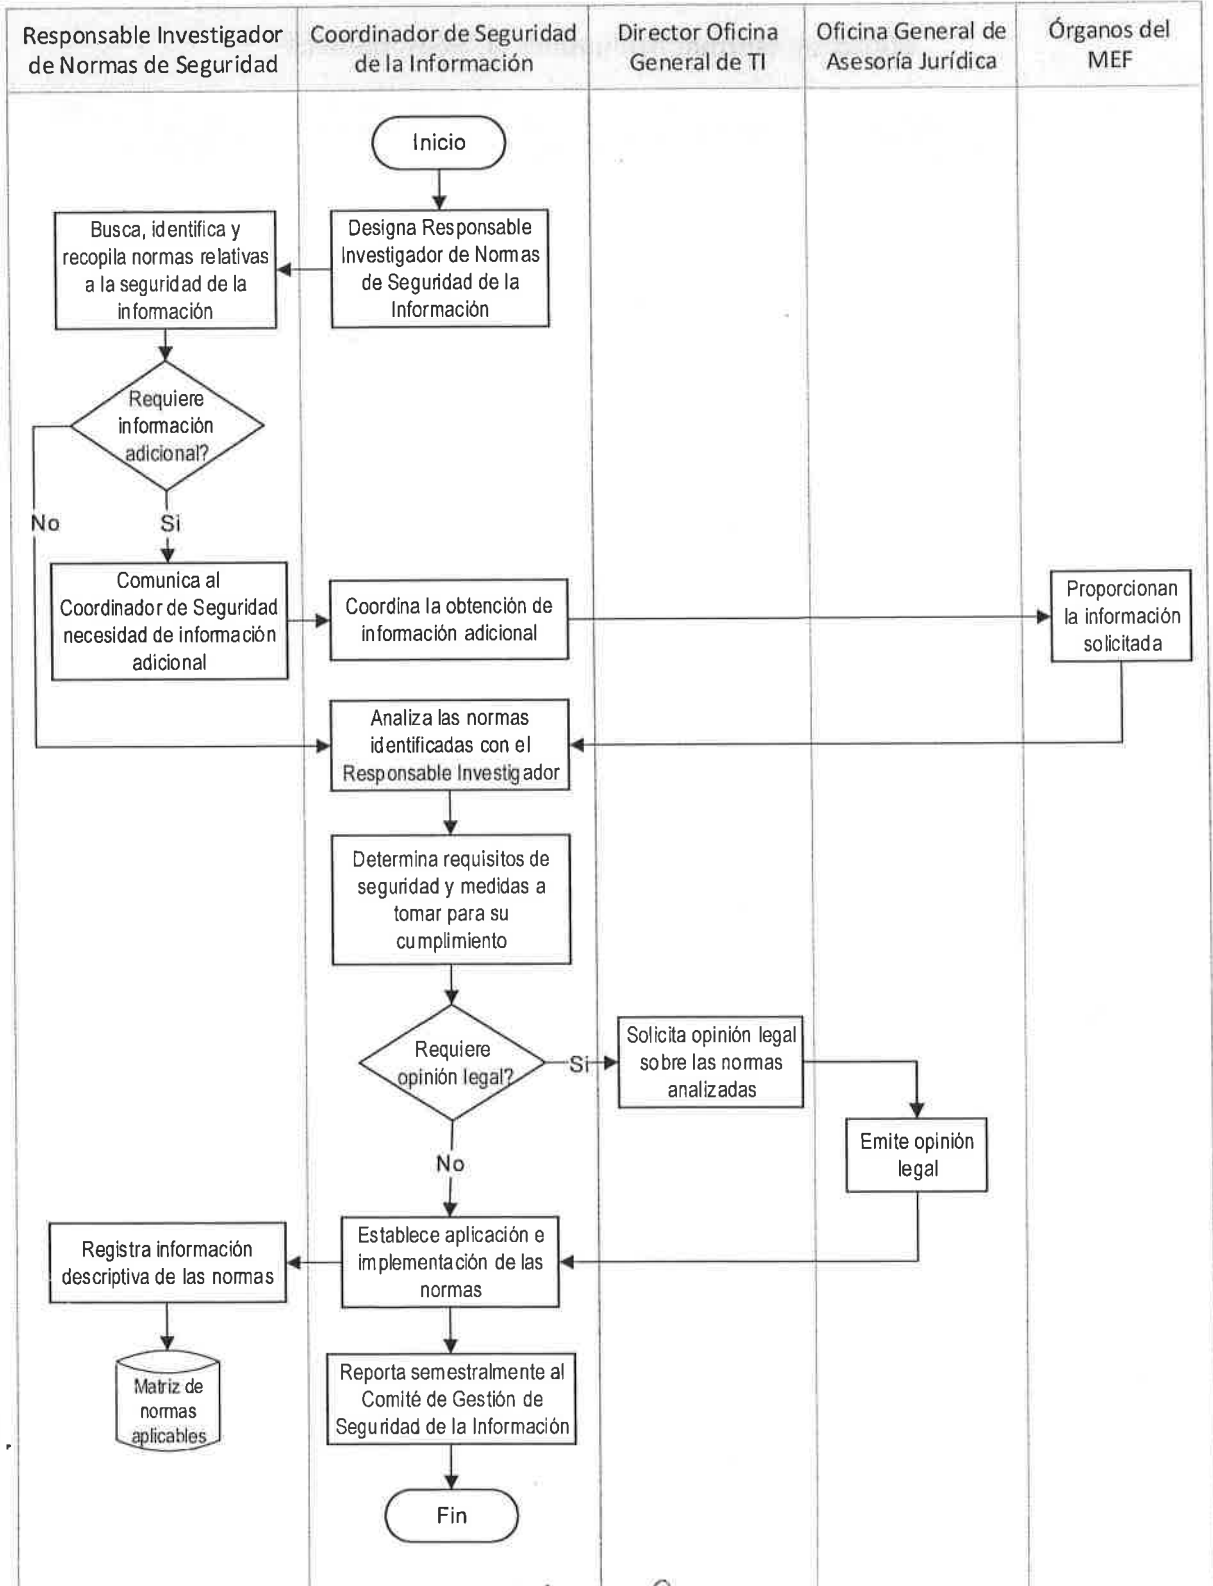 Responsable Investigador
de Normas de Seguridad
Coordinador de Seguridad
de la Información
Director Oficina
General de TI
Oficina General de
Asesoría Jurídica
Órganos del
MEF
Inicio
Designa Responsable
Investigador de Normas
de Seguridad de la
Información
Busca, identifica y
recopila normas relativas
a la seguridad de la
información
Requiere
información
adicional?
No
Si
Comunica al
Coordinador de Seguridad
necesidad de información
adicional
Coordina la obtención de
información adicional
Proporcionan
la información
solicitada
Analiza las normas
identificadas con el
Responsable Investigador
Determina requisitos de
seguridad y medidas a
tomar para su
cumplimiento
Requiere
opinión legal?
Si
Solicita opinión legal
sobre las normas
analizadas
Emite opinión
legal
No
Establece aplicación e
implementación de las
normas
Registra información
descriptiva de las normas
Matriz de
normas
aplicables
Reporta semestralmente al
Comité de Gestión de
Seguridad de la Información
Fin